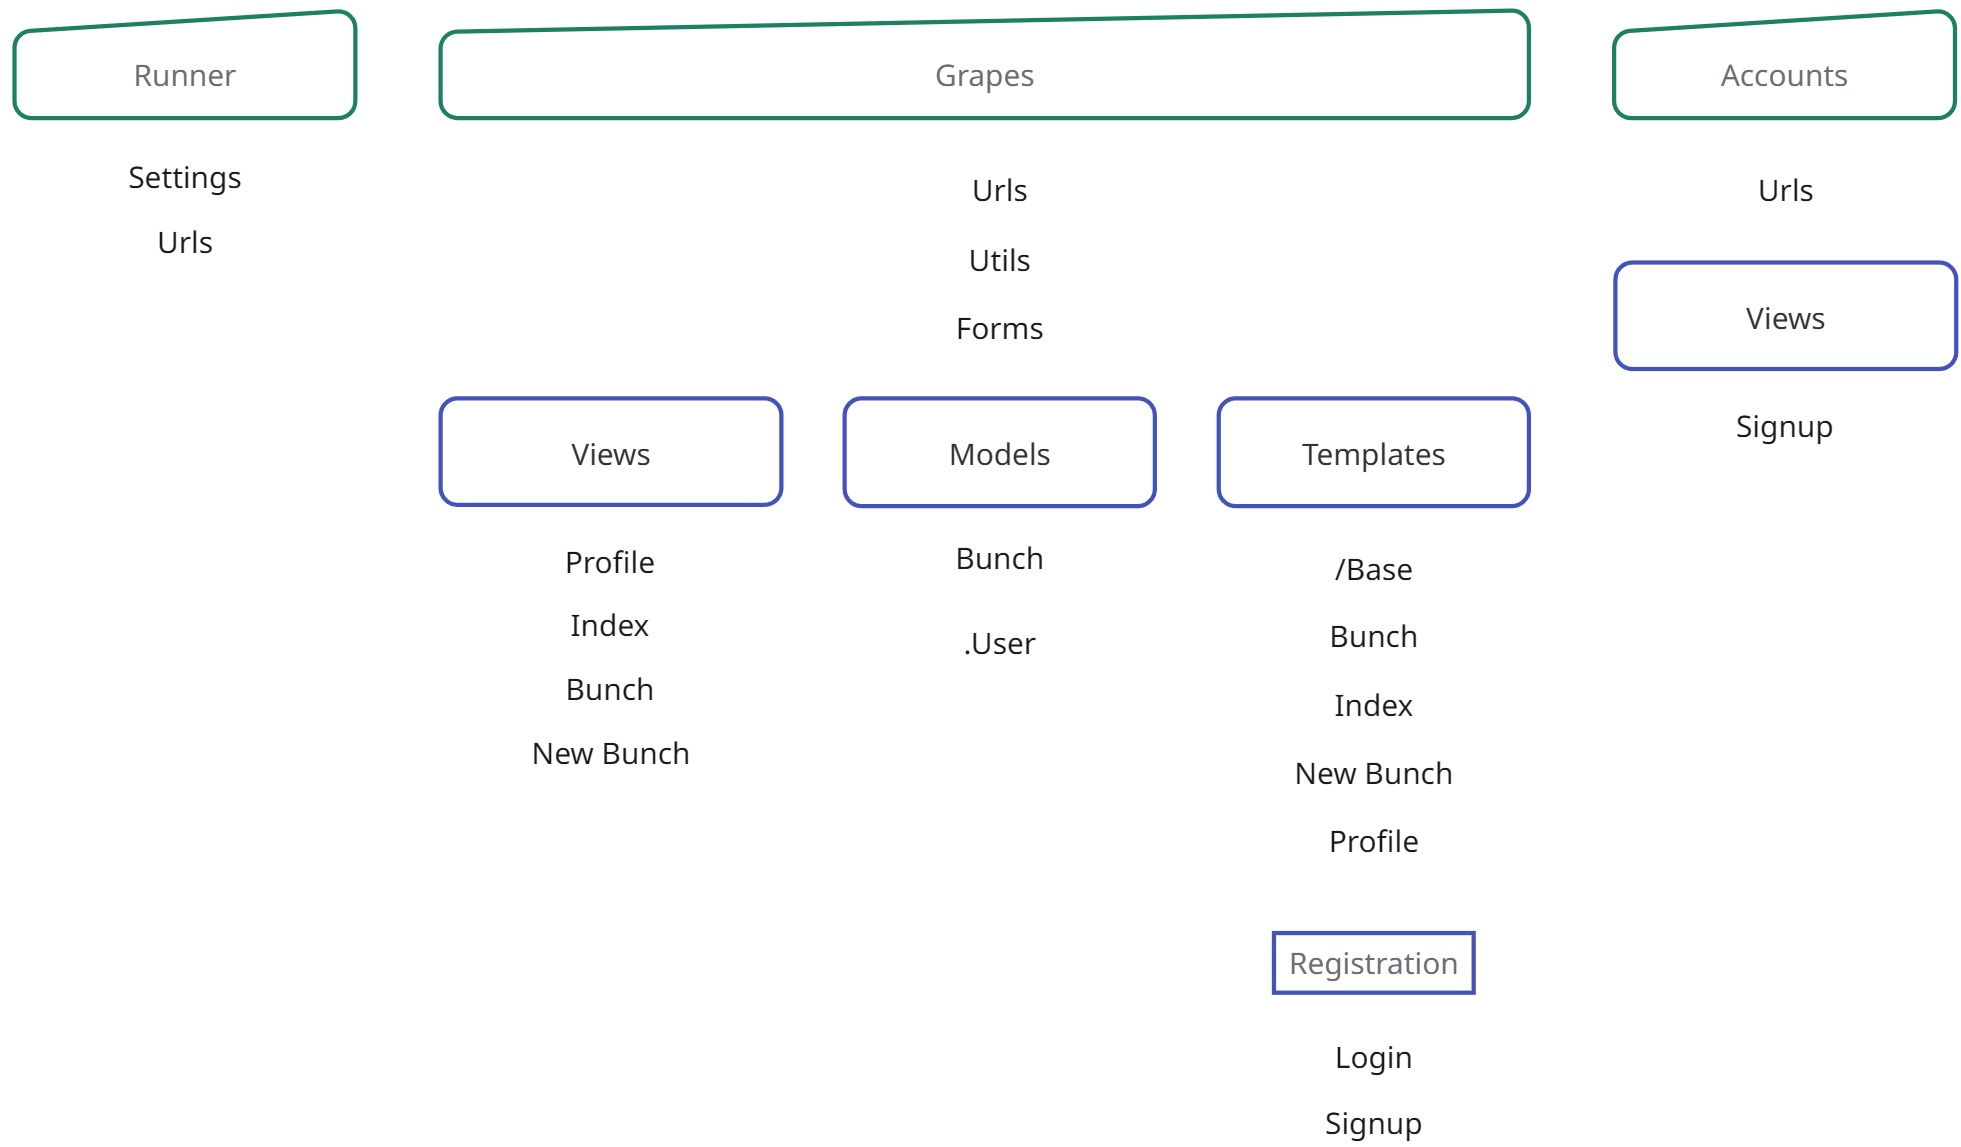 Runner
Settings
Urls
Grapes
Urls
Utils
Forms
Views
Profile
Index
Bunch
New Bunch
Models
Bunch
.User
Templates
/Base
Bunch
Index
New Bunch
Profile
Registration
Login
Signup
Accounts
Urls
Views
Signup